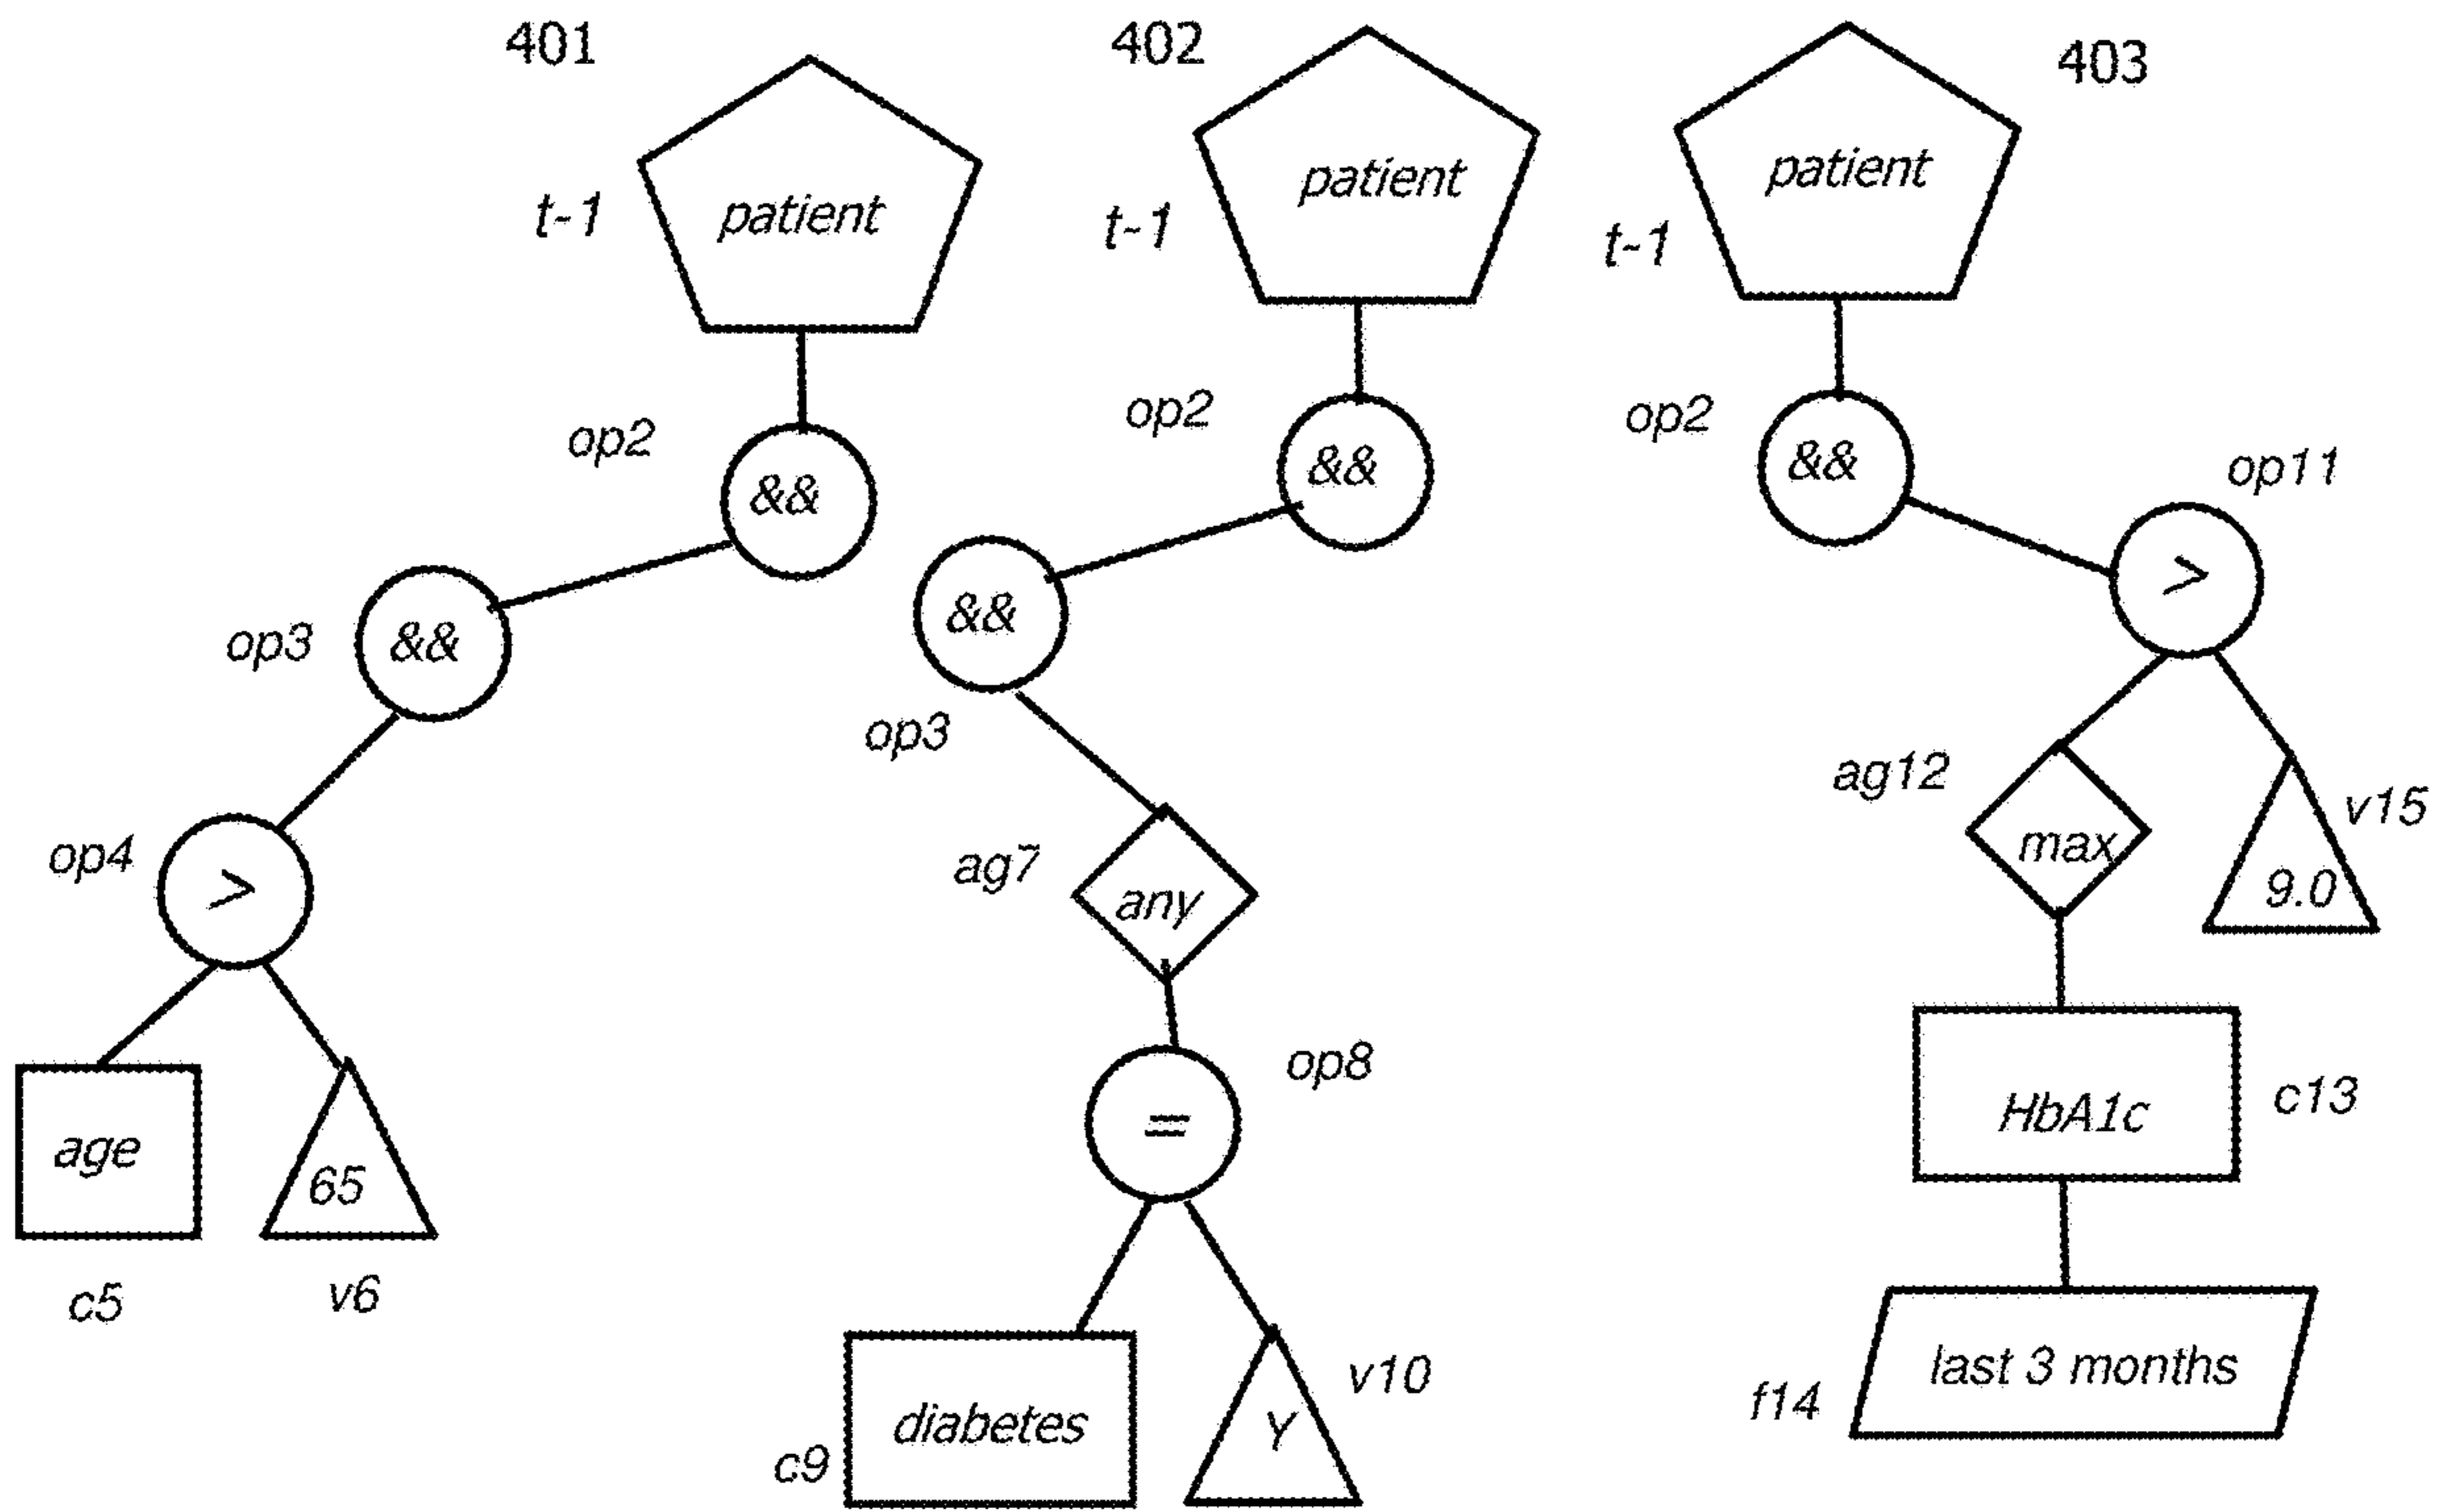 401
patient
t-1
op2
&&
op3
&&
op4
>
age
65
c5
v6
402
patient
t-1
op2
&&
&&
op3
ag7
any
op8
=
diabetes
Y
v10
c9
403
patient
t-1
op2
&&
op11
>
ag12
max
v15
9.0
HbA1c
c13
last 3 months
f14